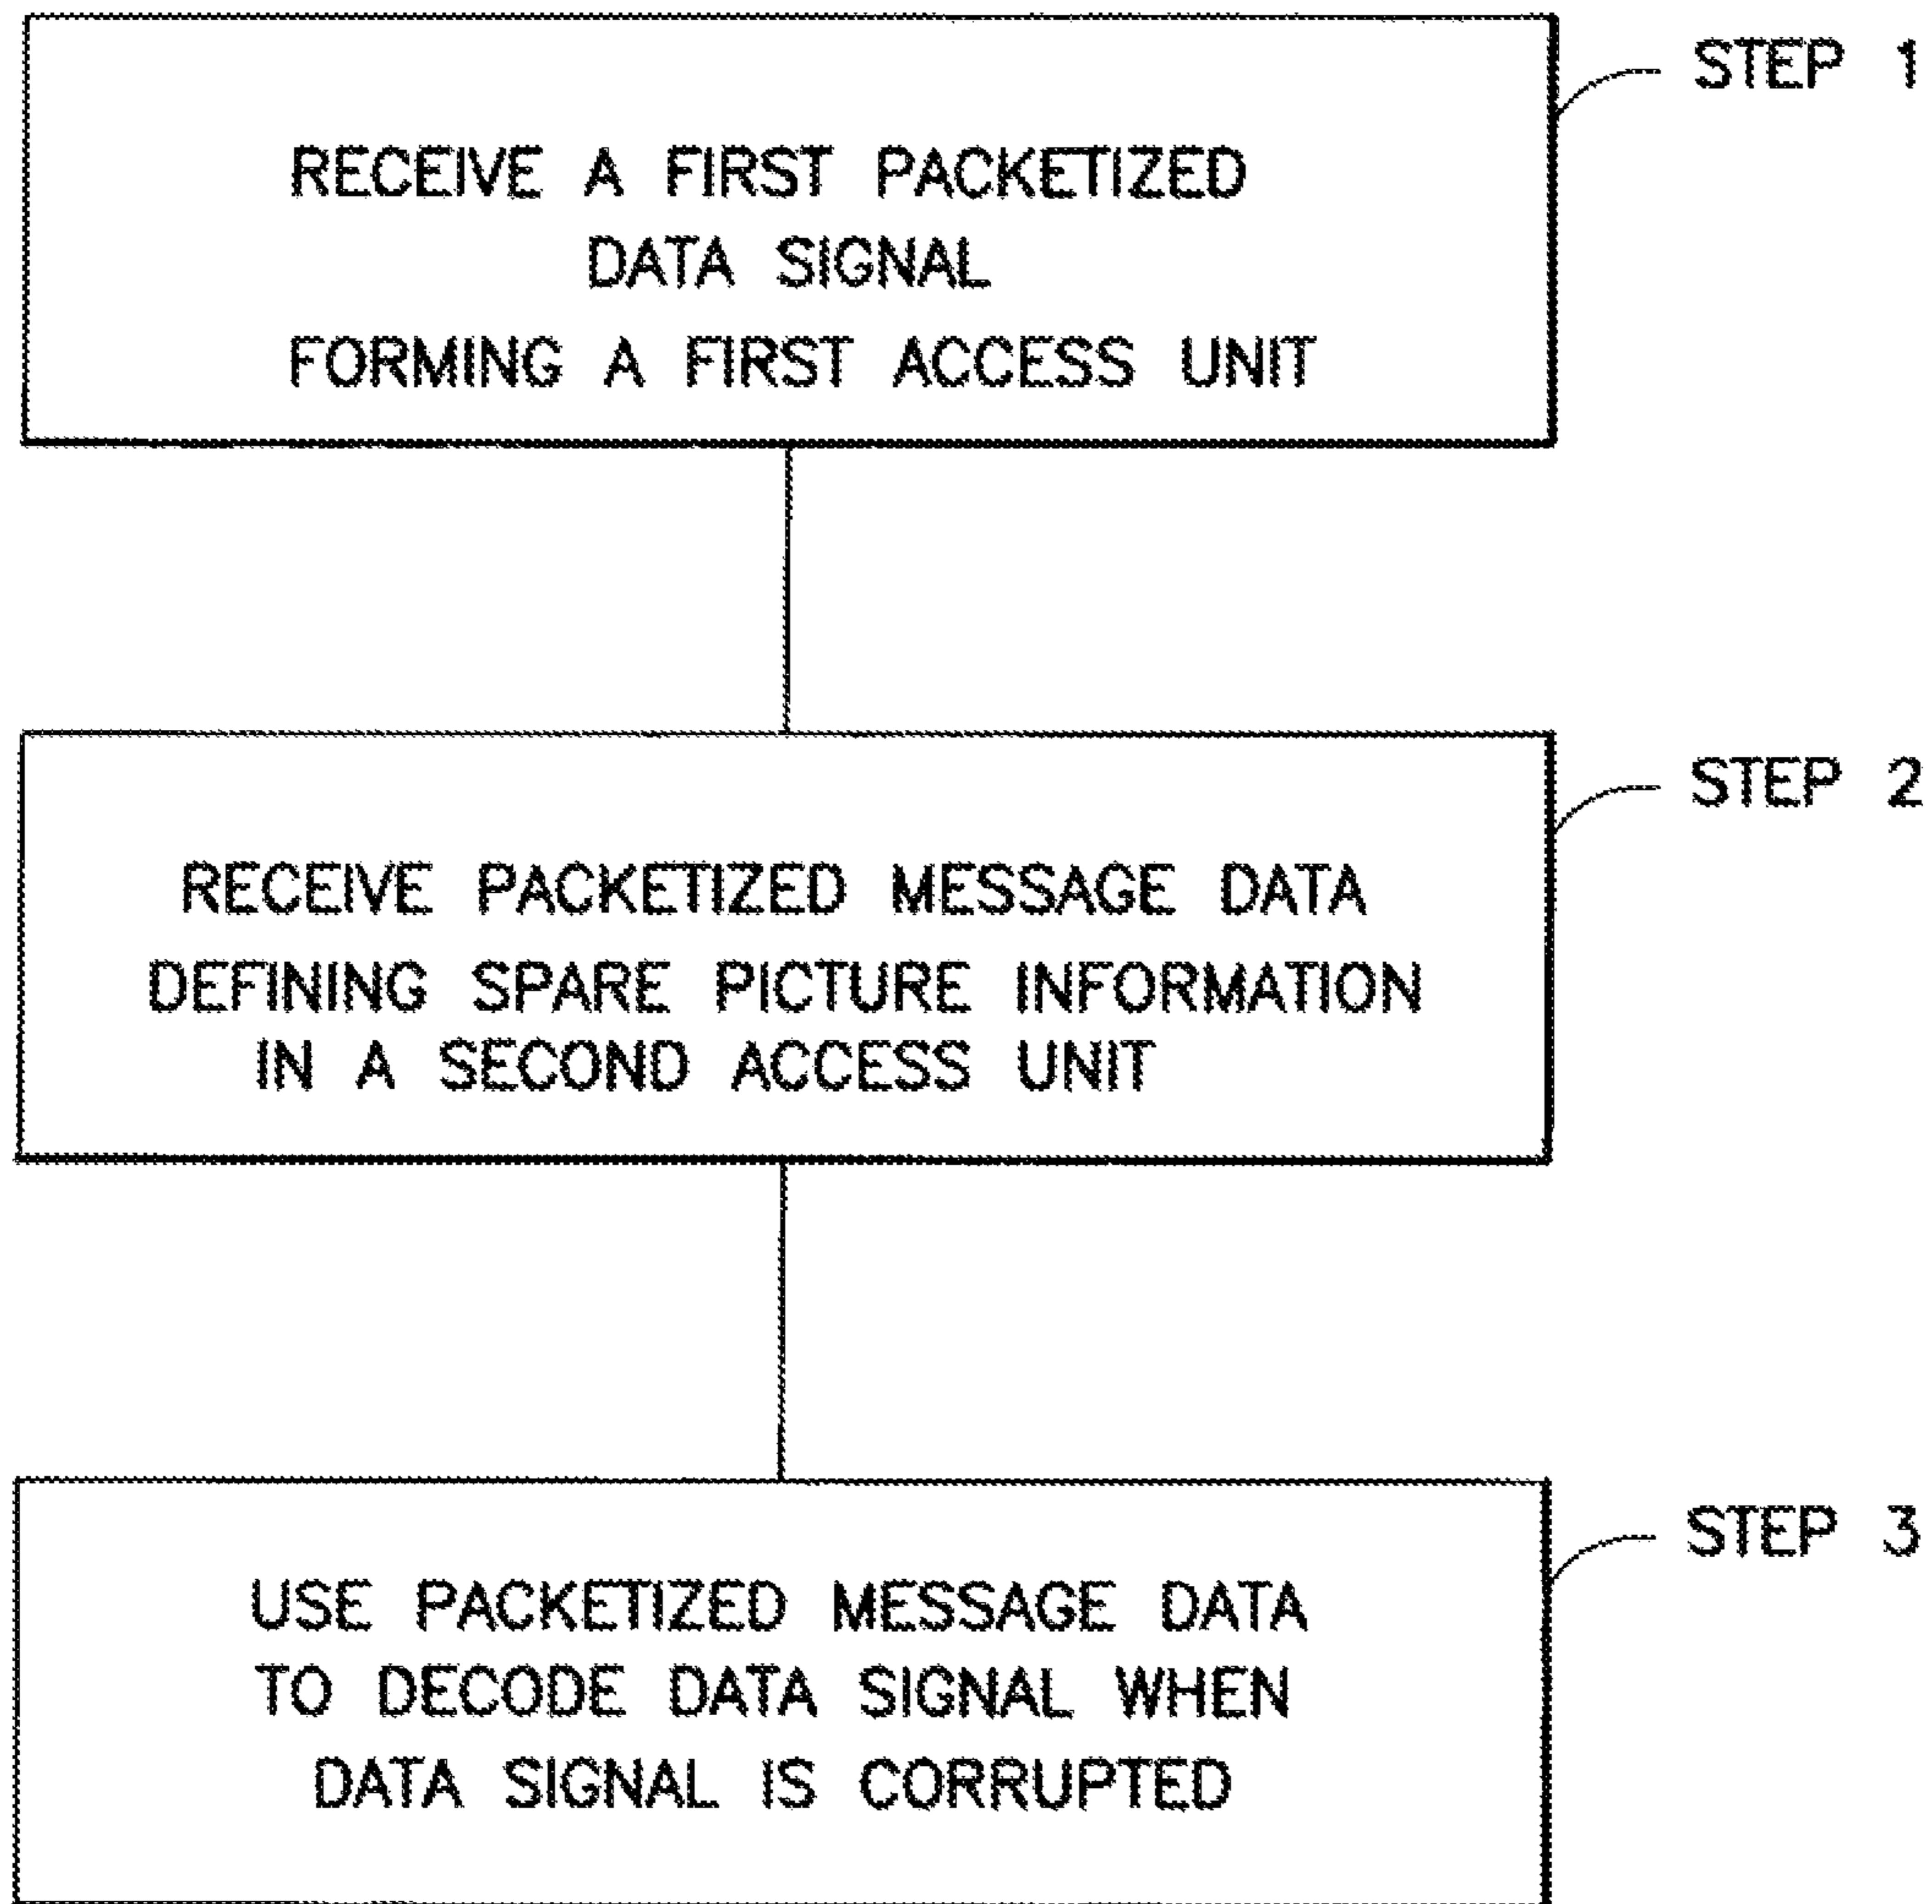 STEP 1
RECEIVE A FIRST PACKETIZED
DATA SIGNAL
FORMING A FIRST ACCESS UNIT
STEP 2
RECEIVE PACKETIZED MESSAGE DATA
DEFINING SPARE PICTURE INFORMATION
IN A SECOND ACCESS UNIT
STEP 3
USE PACKETIZED MESSAGE DATA
TO DECODE DATA SIGNAL WHEN
DATA SIGNAL IS CORRUPTED